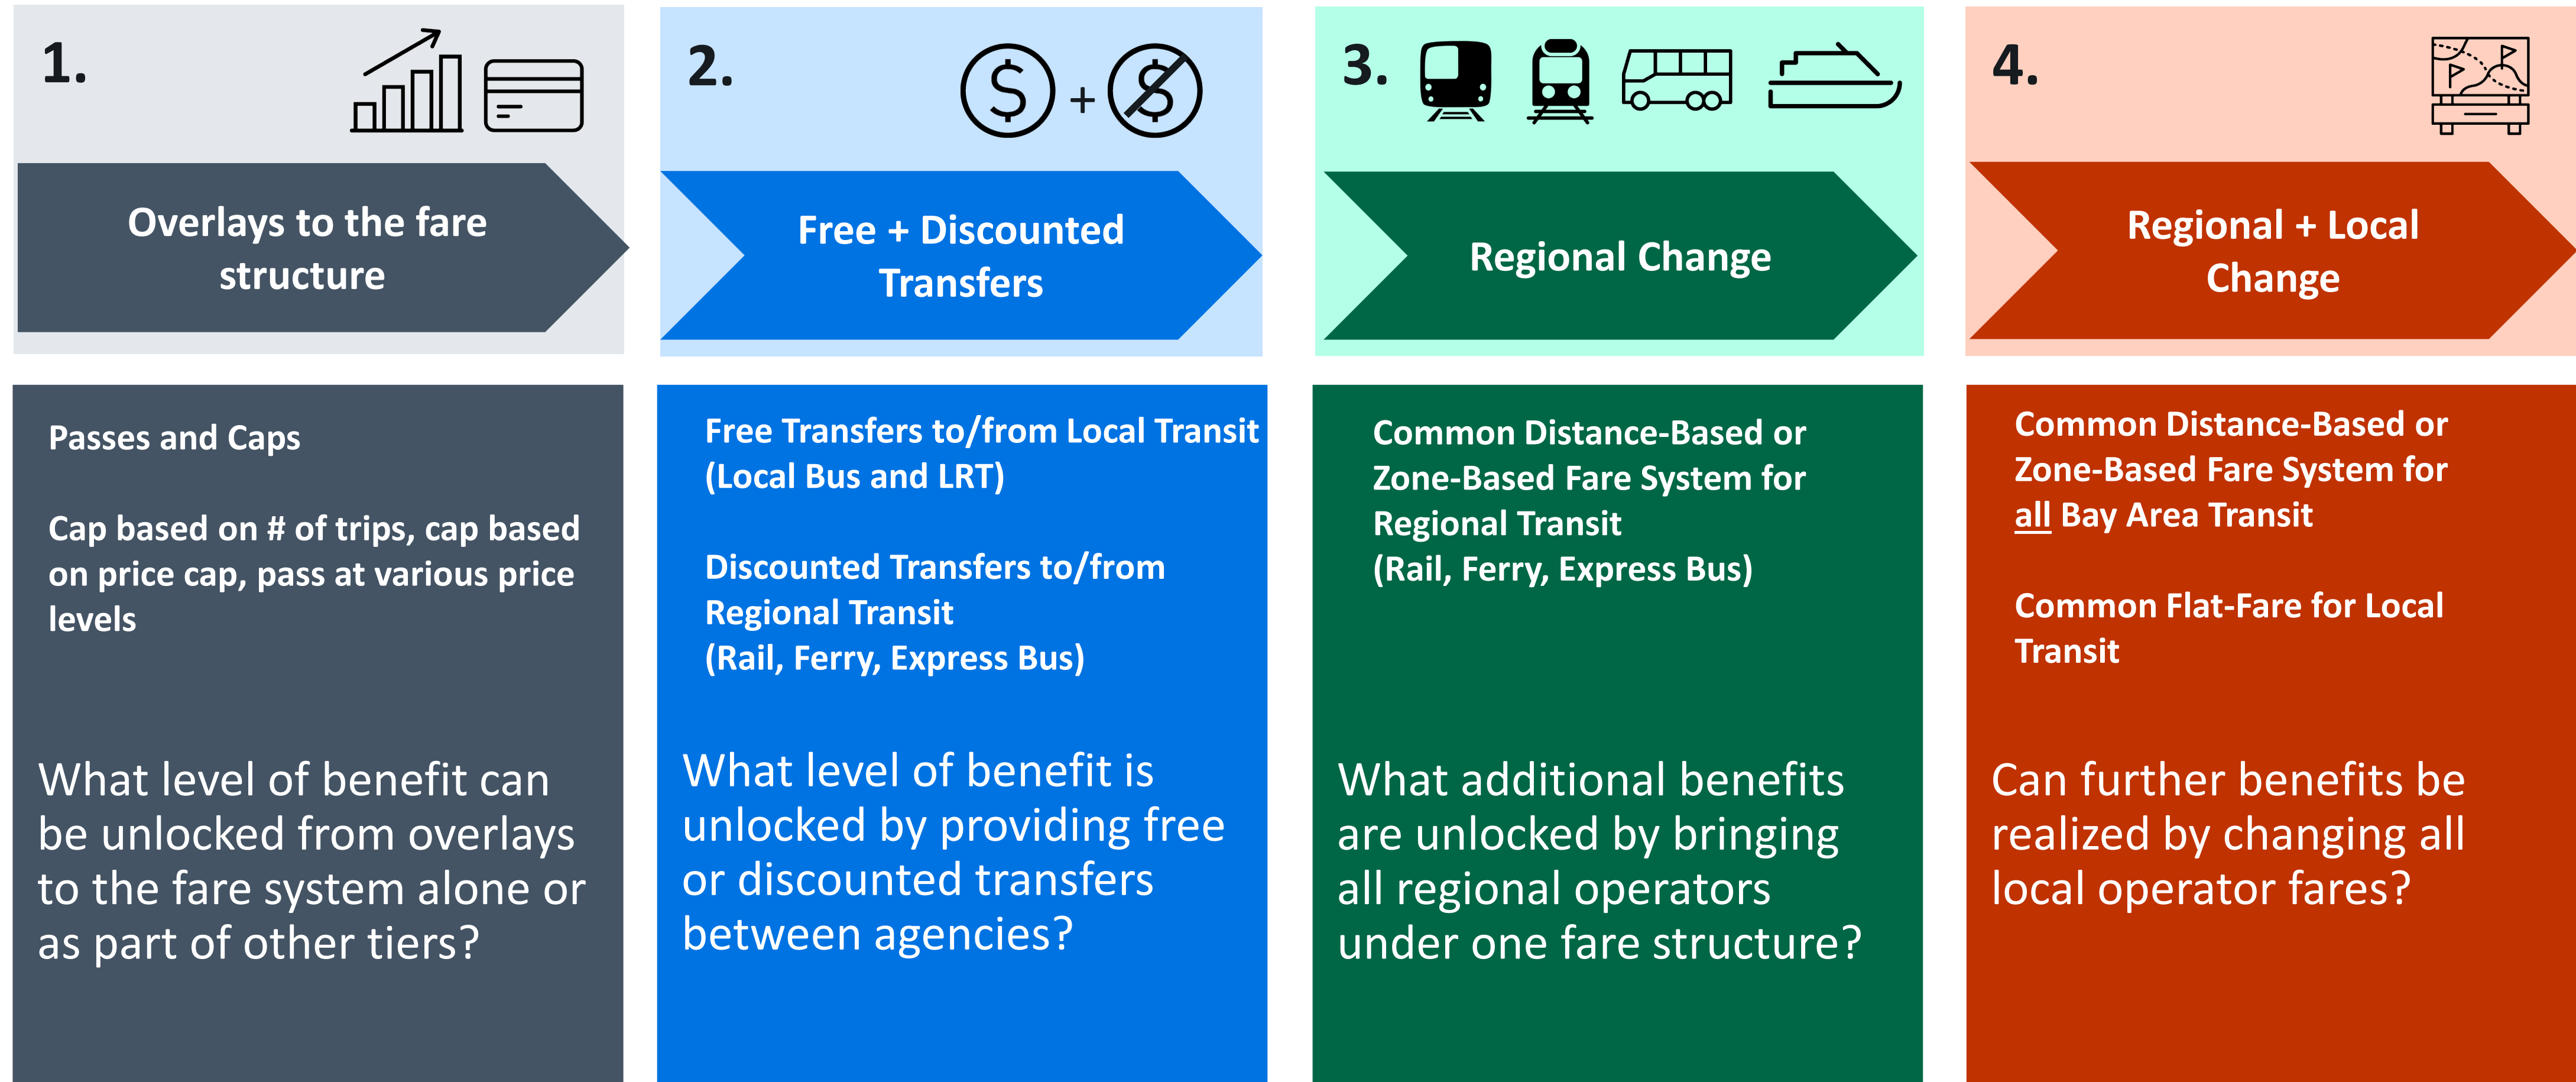 1.
Overlays to the fare
structure
Passes and Caps
Cap based on # of trips, cap based
on price cap, pass at various price
levels
What level of benefit can
be unlocked from overlays
to the fare system alone or
as part of other tiers?
2.
$ + $
Free + Discounted
Transfers
Free Transfers to/from Local Transit
(Local Bus and LRT)
Discounted Transfers to/from
Regional Transit
(Rail, Ferry, Express Bus)
What level of benefit is
unlocked by providing free
or discounted transfers
between agencies?
3.
Regional Change
Common Distance-Based or
Zone-Based Fare System for
Regional Transit
(Rail, Ferry, Express Bus)
What additional benefits
are unlocked by bringing
all regional operators
under one fare structure?
4.
Regional + Local
Change
Common Distance-Based or
Zone-Based Fare System for
all Bay Area Transit
Common Flat-Fare for Local
Transit
Can further benefits be
realized by changing all
local operator fares?